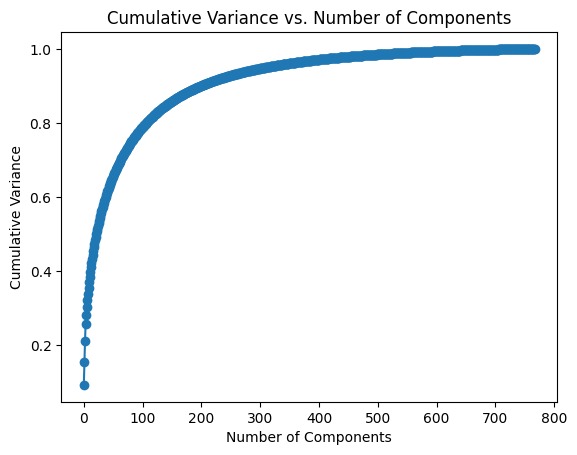 Cumulative Variance vs. Number of Components
1.0
0.8
0.6
0.4
0.2
Cumulative Variance
0 100 200 300 400 500 600 700 800
Number of Components